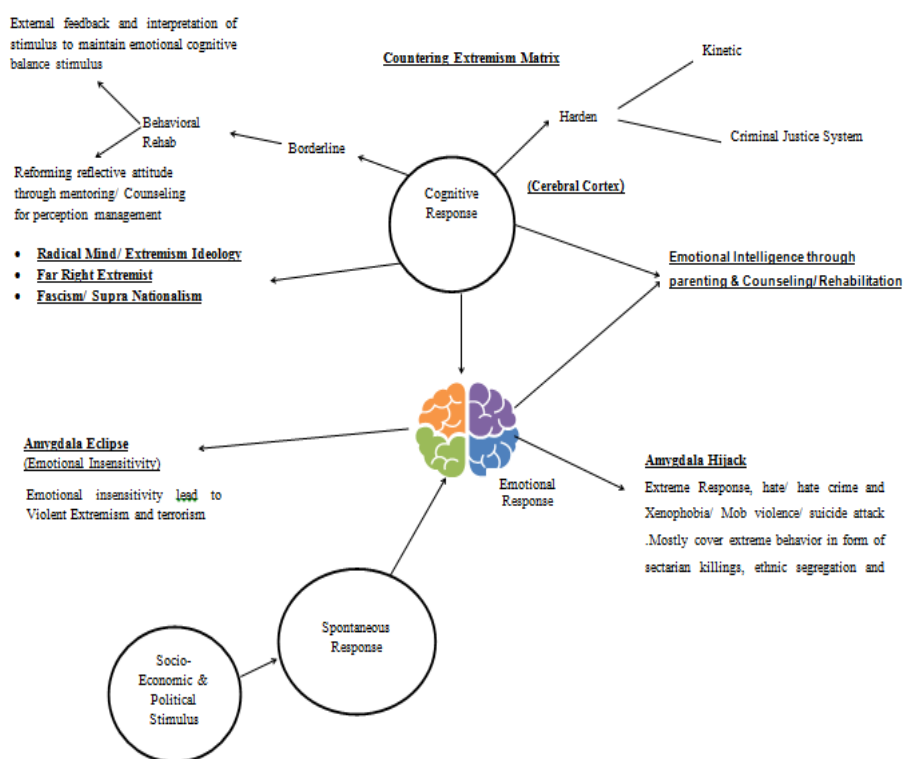 External feedback and interpretation of
stimulus to maintain emotional cognitive
balance stimulus
Countering Extremism Matrix
Kinetic
Harden
Criminal Justice System
Behavioral
Rehab
Borderline
Reforming reflective attitude
through mentoring/ Counseling
for perception management
Cognitive
Response
(Cerebral Cortex)
• Radical Mind/ Extremism Ideology
• Far Right Extremist
• Fascism/ Supra Nationalism
Emotional Intelligence through
parenting & Counseling/Rehabilitation
Amygdala Eclipse
(Emotional Insensitivity)
Emotional insensitivity lead to
Violent Extremism and terrorism
Emotional
Response
Amygdala Hijack
Extreme Response, hate/ hate crime and
Xenophobia/ Mob violence/ suicide attack
.Mostly cover extreme behavior in form of
sectarian killings, ethnic segregation and
Spontaneous
Response
Socio-
Economic &
Political
Stimulus